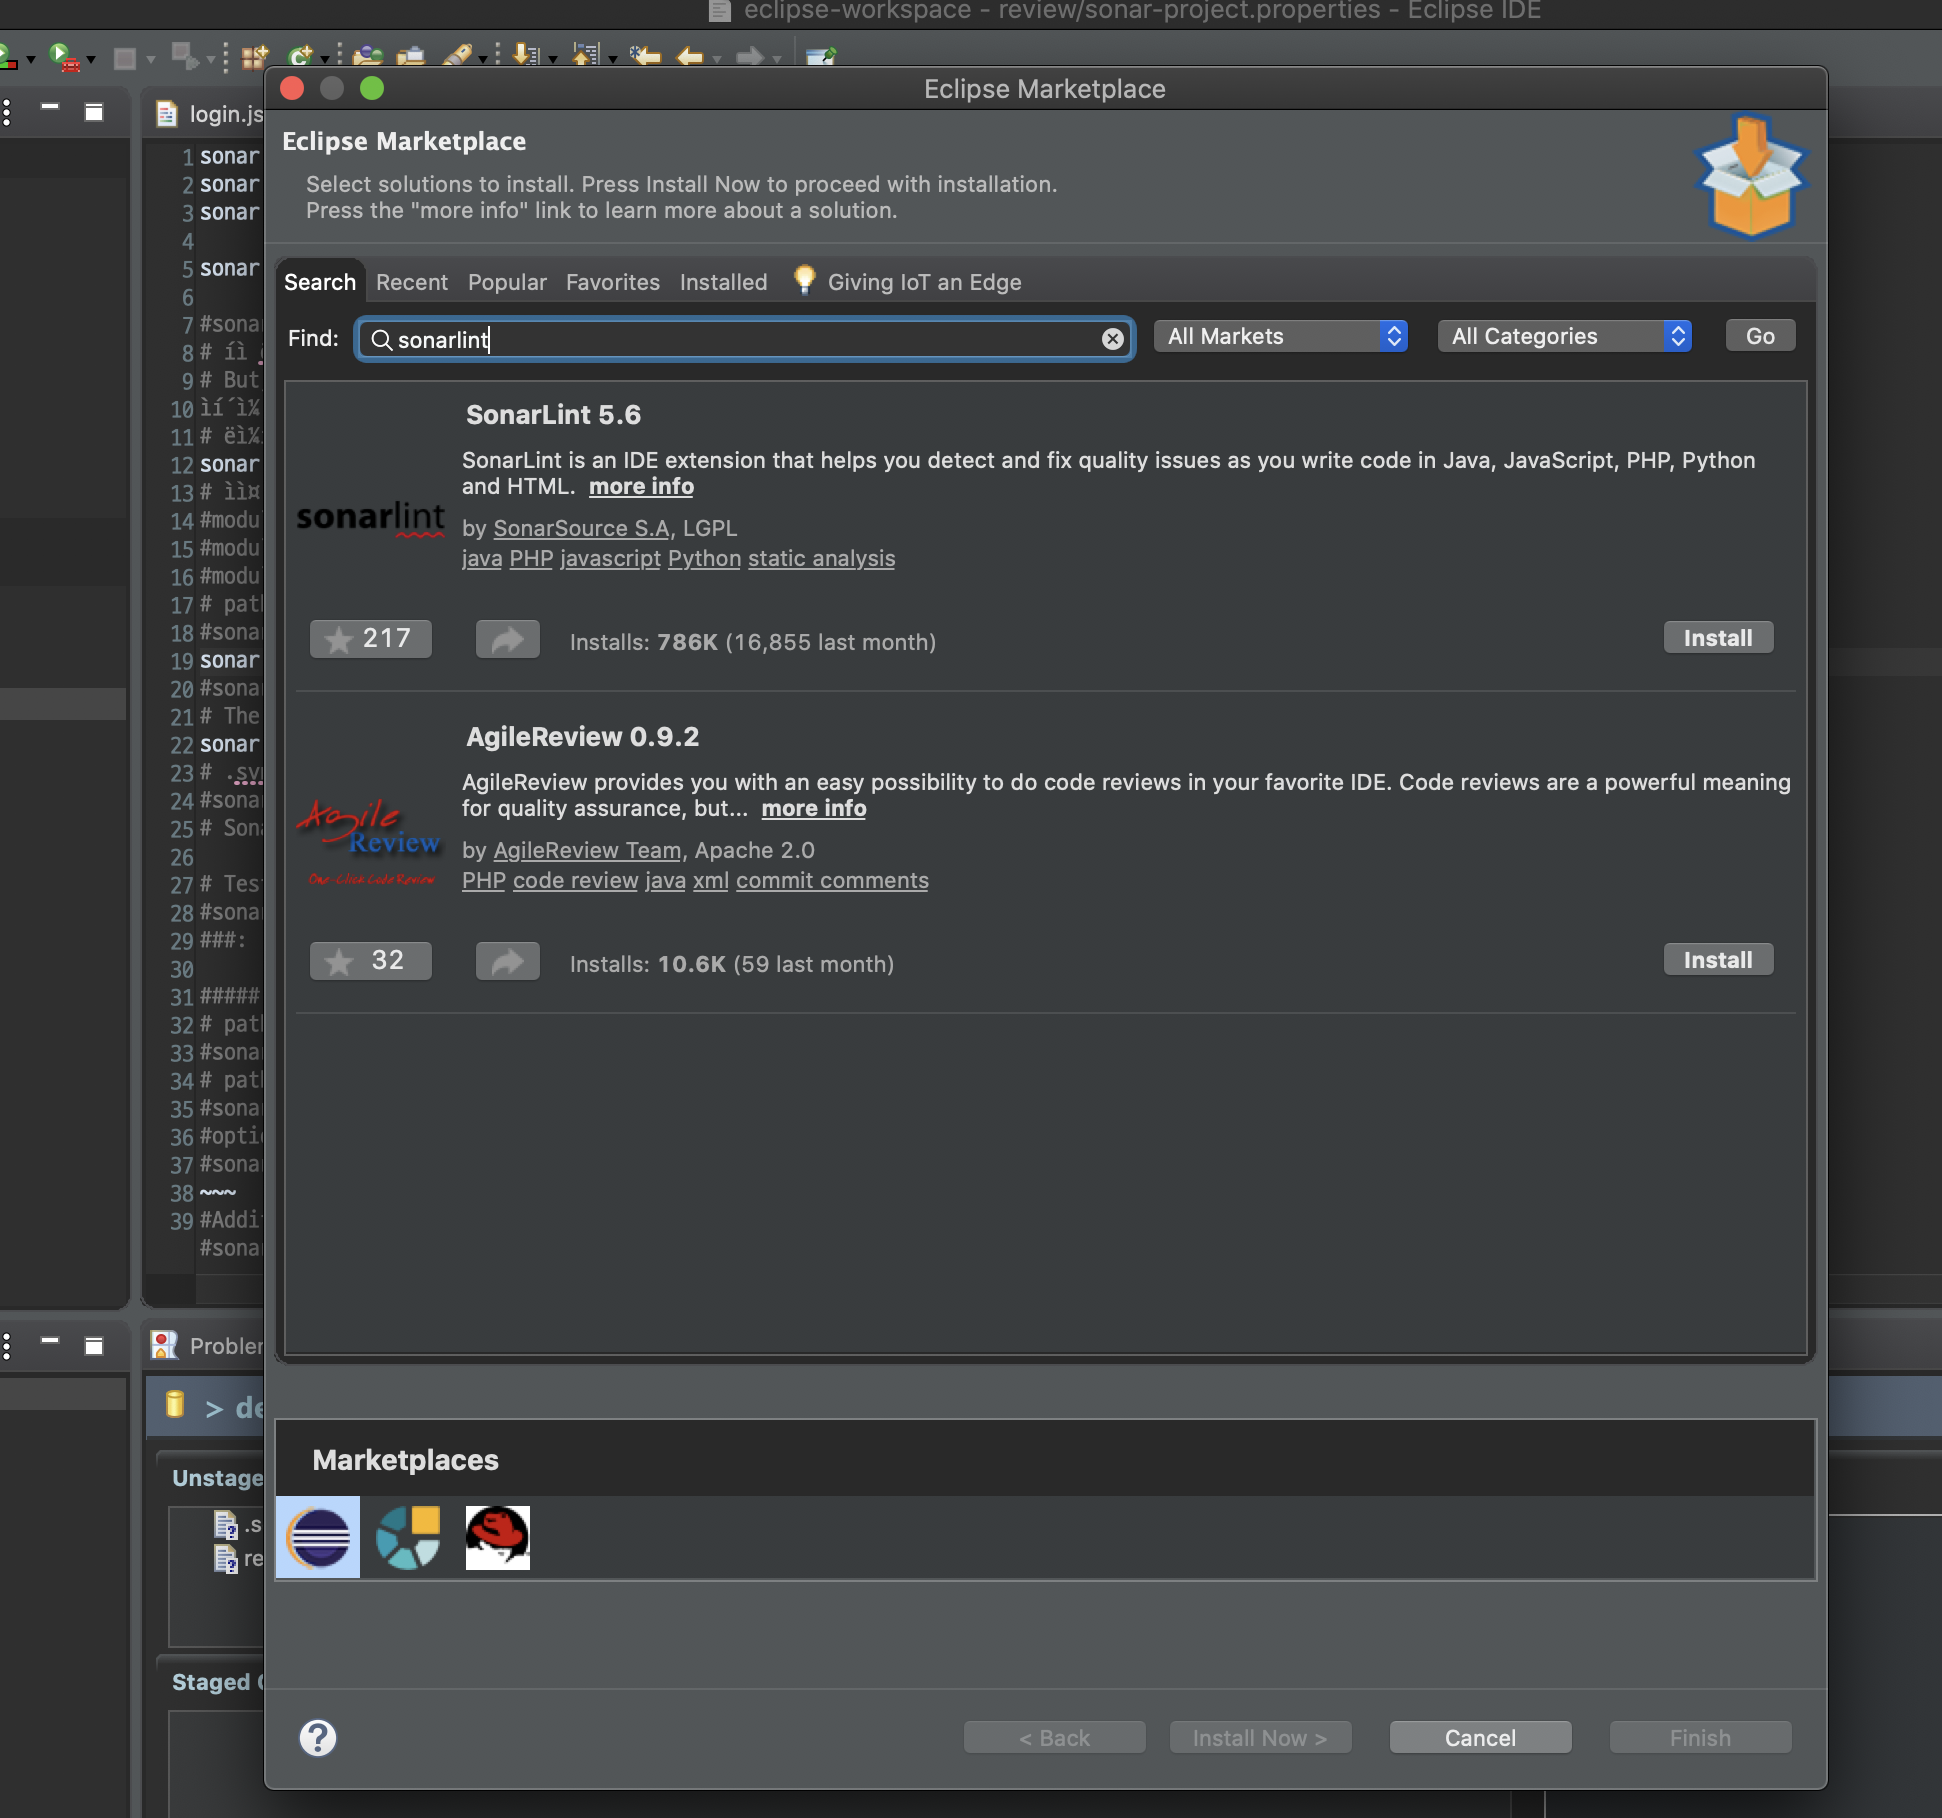 eclipse-workspace - review/sonar-project.properties - Eclipse IDE
login.js
Eclipse Marketplace
Eclipse Marketplace
Select solutions to install. Press Install Now to proceed with installation.
Press the "more info" link to learn more about a solution.
Search Recent Popular Favorites Installed Giving IoT an Edge
Find: sonarlint All Markets All Categories Go
SonarLint 5.6
SonarLint is an IDE extension that helps you detect and fix quality issues as you write code in Java, JavaScript, PHP, Python
and HTML. more info
sonarlint
by SonarSource S.A, LGPL
java PHP javascript Python static analysis
217 Installs: 786K (16,855 last month) Install
AgileReview 0.9.2
AgileReview provides you with an easy possibility to do code reviews in your favorite IDE. Code reviews are a powerful meaning
for quality assurance, but... more info
Agile
Review
One-Click Code Review
by AgileReview Team, Apache 2.0
PHP code review java xml commit comments
32 Installs: 10.6K (59 last month) Install
Marketplaces
? < Back Install Now > Cancel Finish
1 sonar
2 sonar
3 sonar
4
5 sonar
6
7 #sona
8 #
9 # But
10
11 #
12 sonar
13 #
14 #modu
15 #modu
16 #modu
17 # pat
18 #sona
19 sonar
20 #sona
21 # The
22 sonar
23 # .sv
24 #sona
25 # Son
26
27 # Tes
28 #sona
29 ###:
30
31 #####
32 # pat
33 #sona
34 # pat
35 #sona
36 #opti
37 #sona
38 ~~~
39 #Addi
#sona
Problem
> de
Unstage
.s
re
Staged